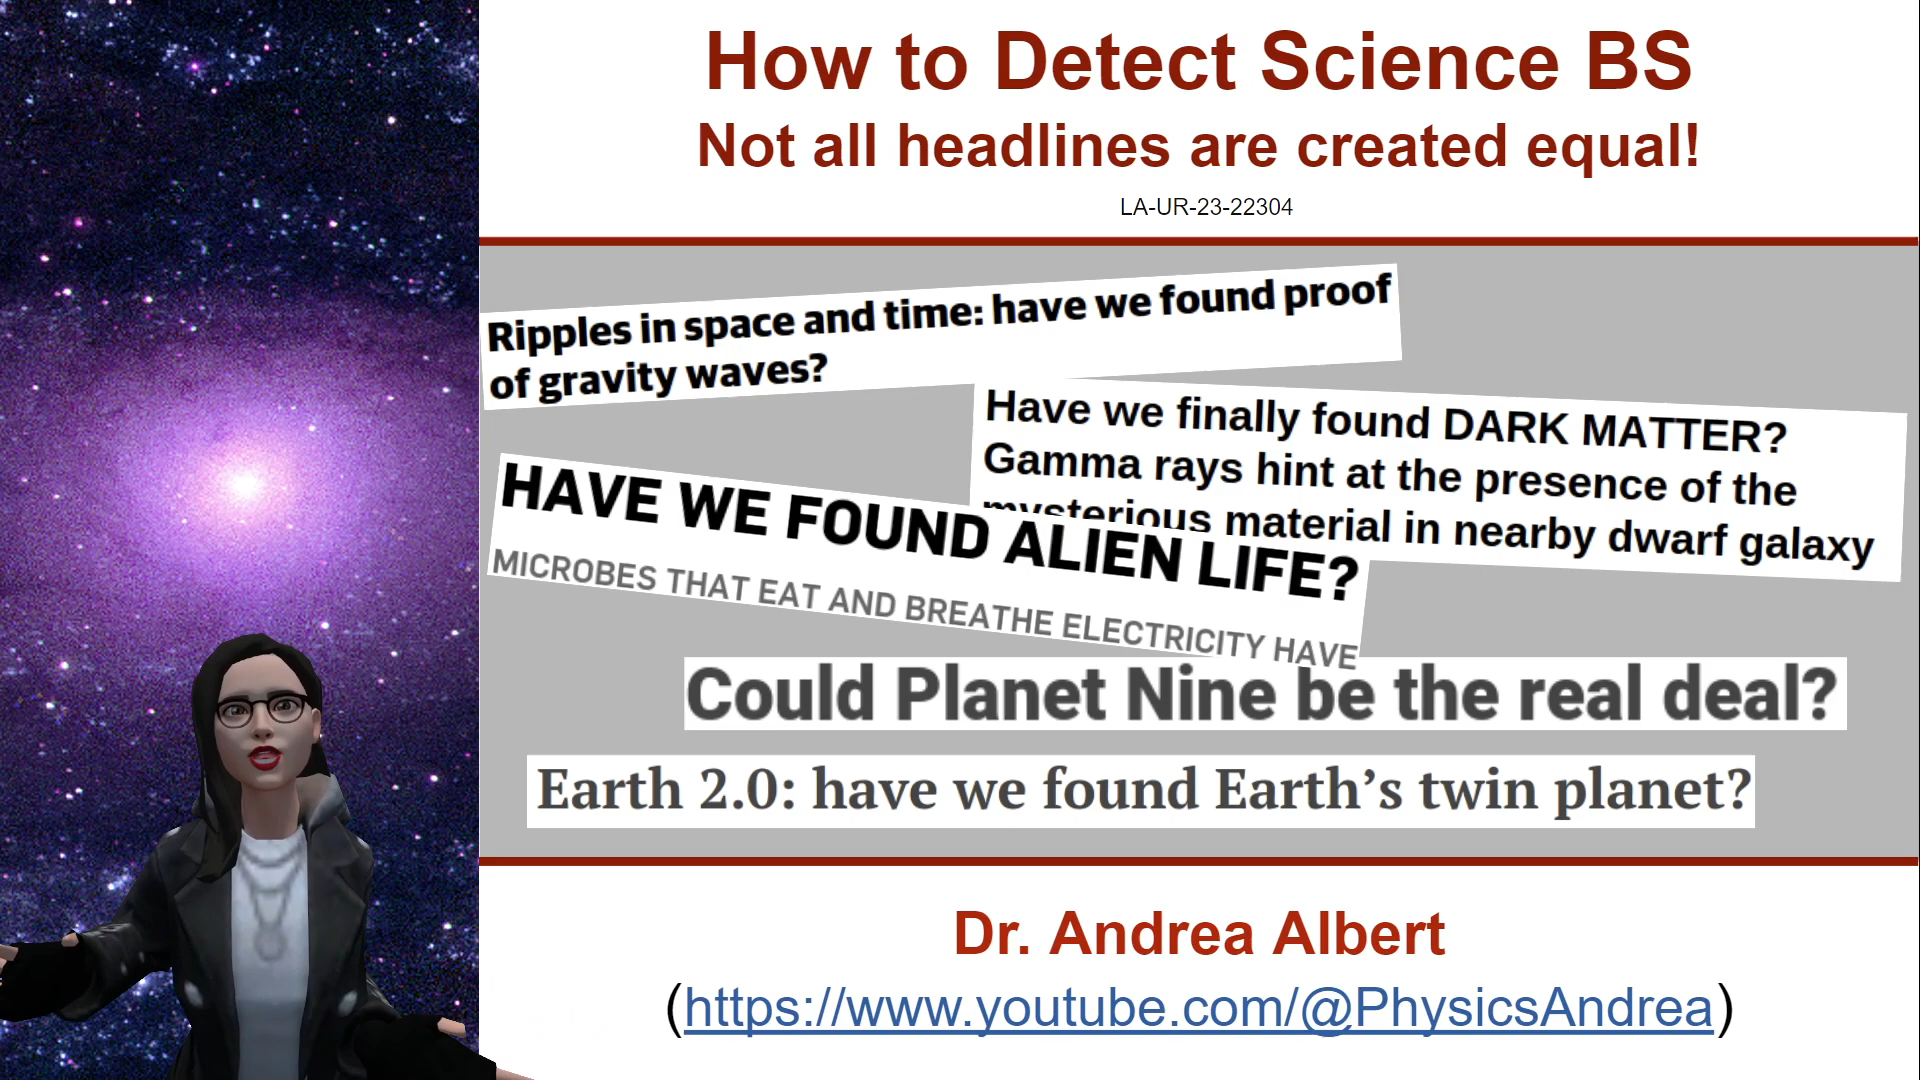 How to Detect Science BS
Not all headlines are created equal!
LA-UR-23-22304
Ripples in space and time: have we found proof
of gravity waves?
Have we finally found DARK MATTER?
Gamma rays hint at the presence of the
mysterious material in nearby dwarf galaxy
HAVE WE FOUND ALIEN LIFE?
MICROBES THAT EAT AND BREATHE ELECTRICITY HAVE
Could Planet Nine be the real deal?
Earth 2.0: have we found Earth’s twin planet?
Dr. Andrea Albert
(https://www.youtube.com/@PhysicsAndrea)